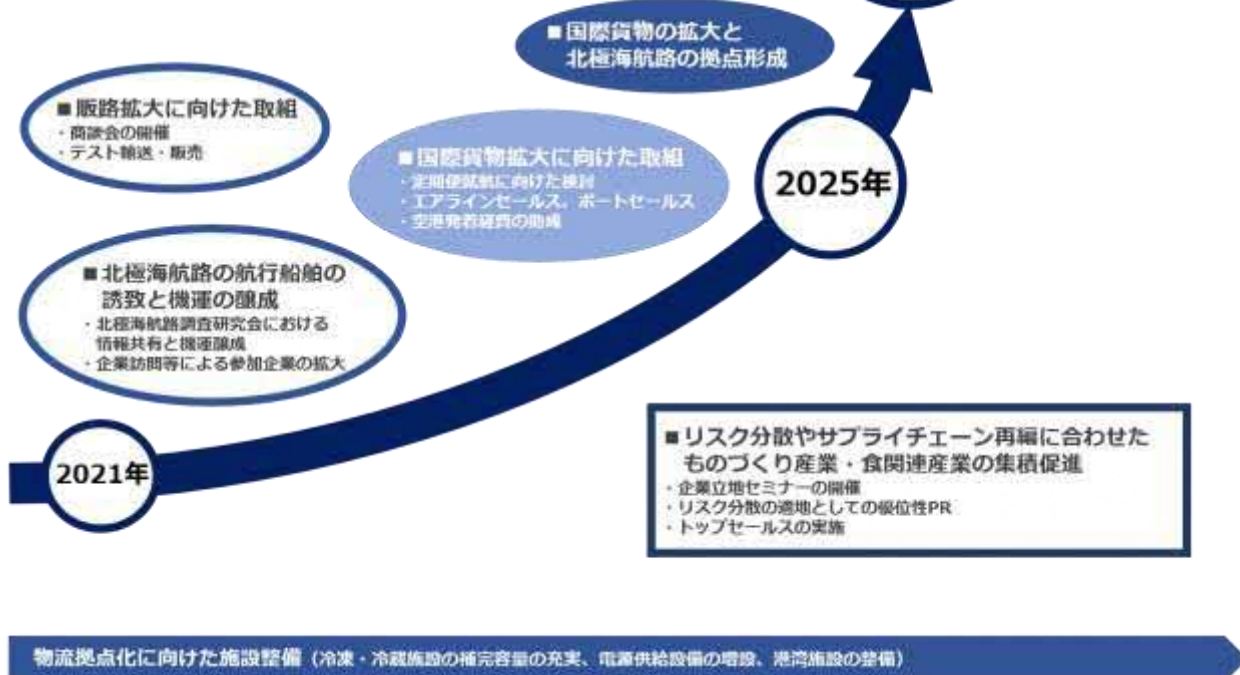 ■国際貨物の拡大と
北極海航路の拠点形成
■販路拡大に向けた取組
・商談会の開催
・テスト輸送・販売
■国際貨物拡大に向けた取組
・定期便就航に向けた検討
・エアラインセールス、ポートセールス
・空港発着経費の助成
2025年
■北極海航路の航行船舶の
誘致と機運の醸成
・北極海航路調査研究会における
情報共有と機運醸成
・企業訪問等による参加企業の拡大
2021年
■リスク分散やサプライチェーン再編に合わせた
ものづくり産業・食関連産業の集積促進
・企業立地セミナーの開催
・リスク分散の適地としての優位性PR
・トップセールスの実施
物流拠点化に向けた施設整備（冷凍・冷蔵施設の補完容量の充実、電源供給設備の増設、港湾施設の整備）